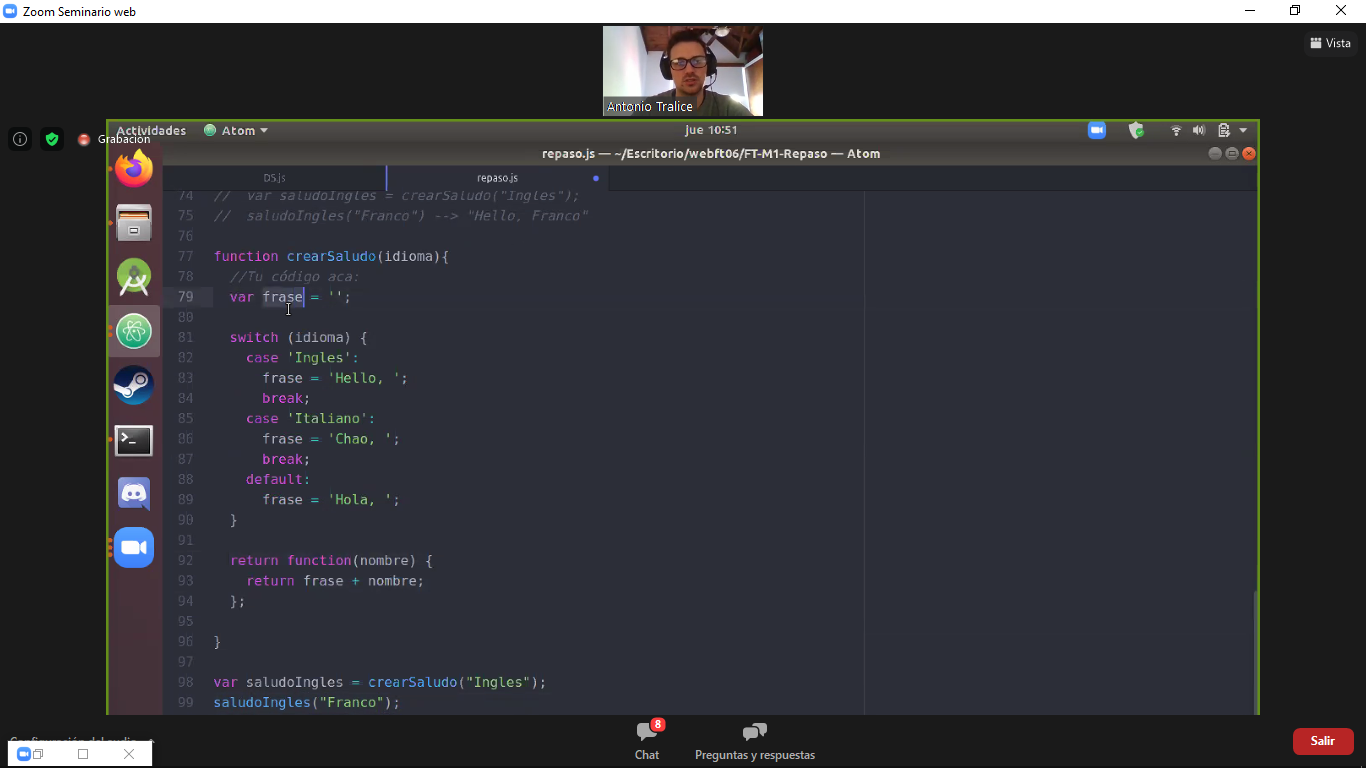 Zoom Seminario web
Vista
Antonio Tralice
Actividades
Atom
jue 10:51
Grabación
repaso.js — ~/Escritorio/webft06/FT-M1-Repaso — Atom
D5.js
repaso.js
74 // var saludoIngles = crearSaludo("Ingles");
75 // saludoIngles("Franco") --> "Hello, Franco"
76
77 function crearSaludo(idioma){
78 //Tu código aca:
79 var frase = '';
80
81 switch (idioma) {
82 case 'Ingles':
83 frase = 'Hello, ';
84 break;
85 case 'Italiano':
86 frase = 'Chao, ';
87 break;
88 default:
89 frase = 'Hola, ';
90 }
91
92 return function(nombre) {
93 return frase + nombre;
94 };
95
96 }
97
98 var saludoIngles = crearSaludo("Ingles");
99 saludoIngles("Franco");
8
Chat
Preguntas y respuestas
Salir